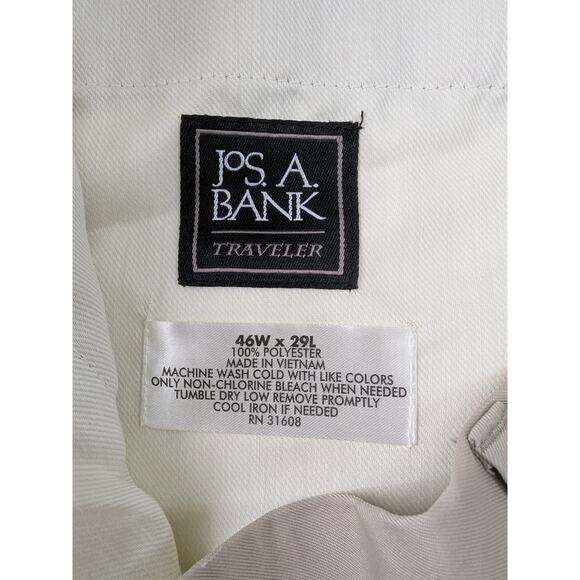 JOS. A.
BANK
TRAVELER
46W x 29L
100% POLYESTER
MADE IN VIETNAM
MACHINE WASH COLD WITH LIKE COLORS
ONLY NON-CHLORINE BLEACH WHEN NEEDED
TUMBLE DRY LOW REMOVE PROMPTLY
COOL IRON IF NEEDED
RN 31608